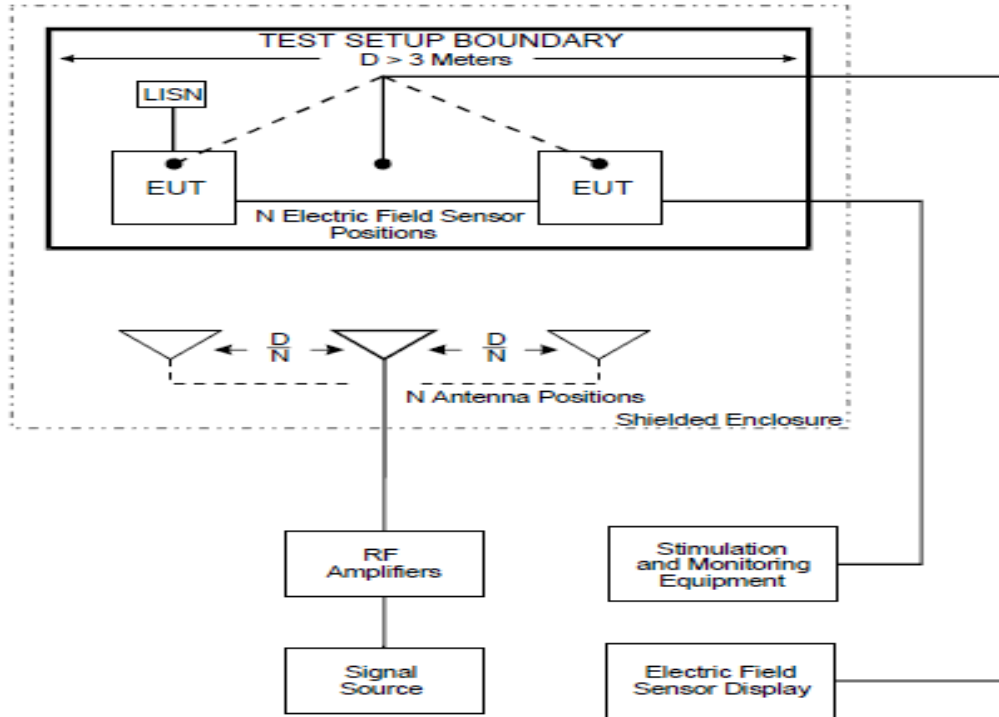 TEST SETUP BOUNDARY
D > 3 Meters
LISN
EUT
EUT
N Electric Field Sensor
Positions
D
N
D
N
N Antenna Positions
Shielded Enclosure
RF
Amplifiers
Stimulation
and Monitoring
Equipment
Signal
Source
Electric Field
Sensor Display